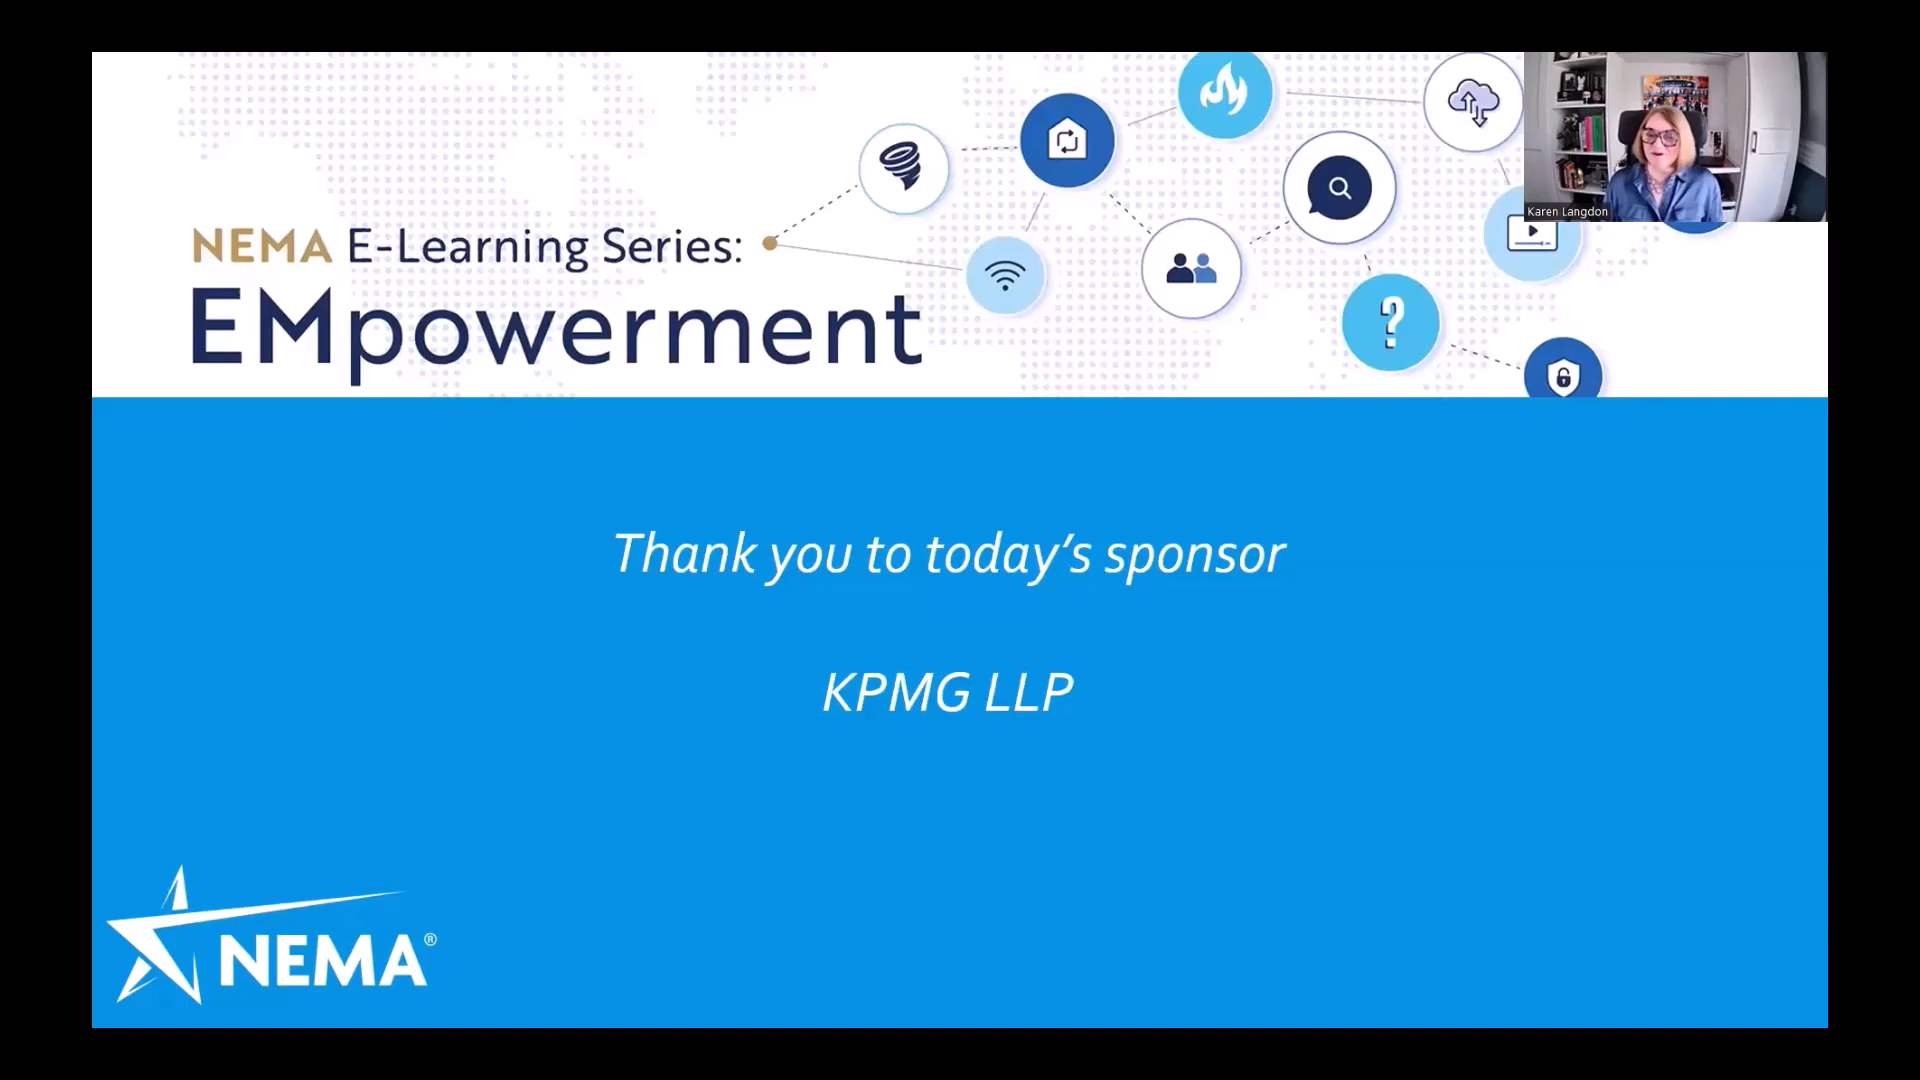 Karen Langdon
NEMA E-Learning Series:
EMpowerment
?
Thank you to today's sponsor
KPMG LLP
NEMA®